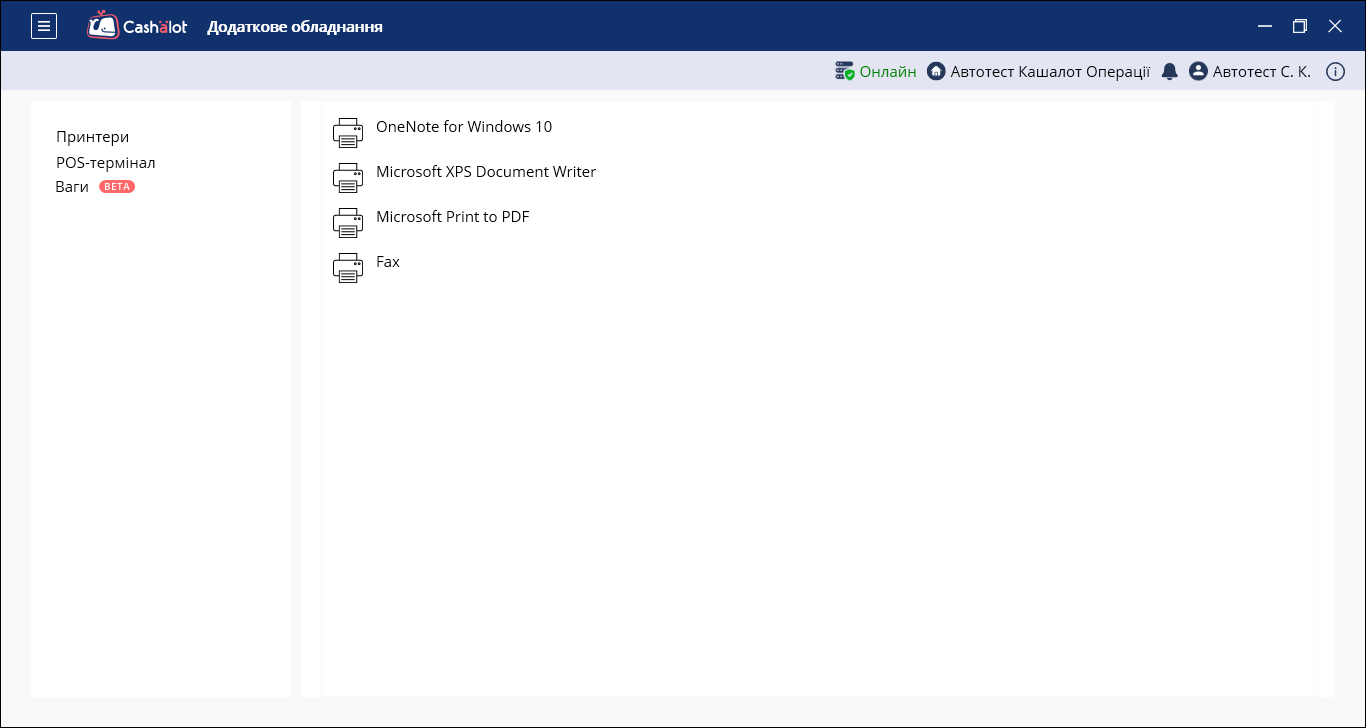 Cashalot Додаткове обладнання
Онлайн Автотест Кашалот Операції Автотест С. К.
Принтери
POS-термінал
Ваги BETA
OneNote for Windows 10
Microsoft XPS Document Writer
Microsoft Print to PDF
Fax